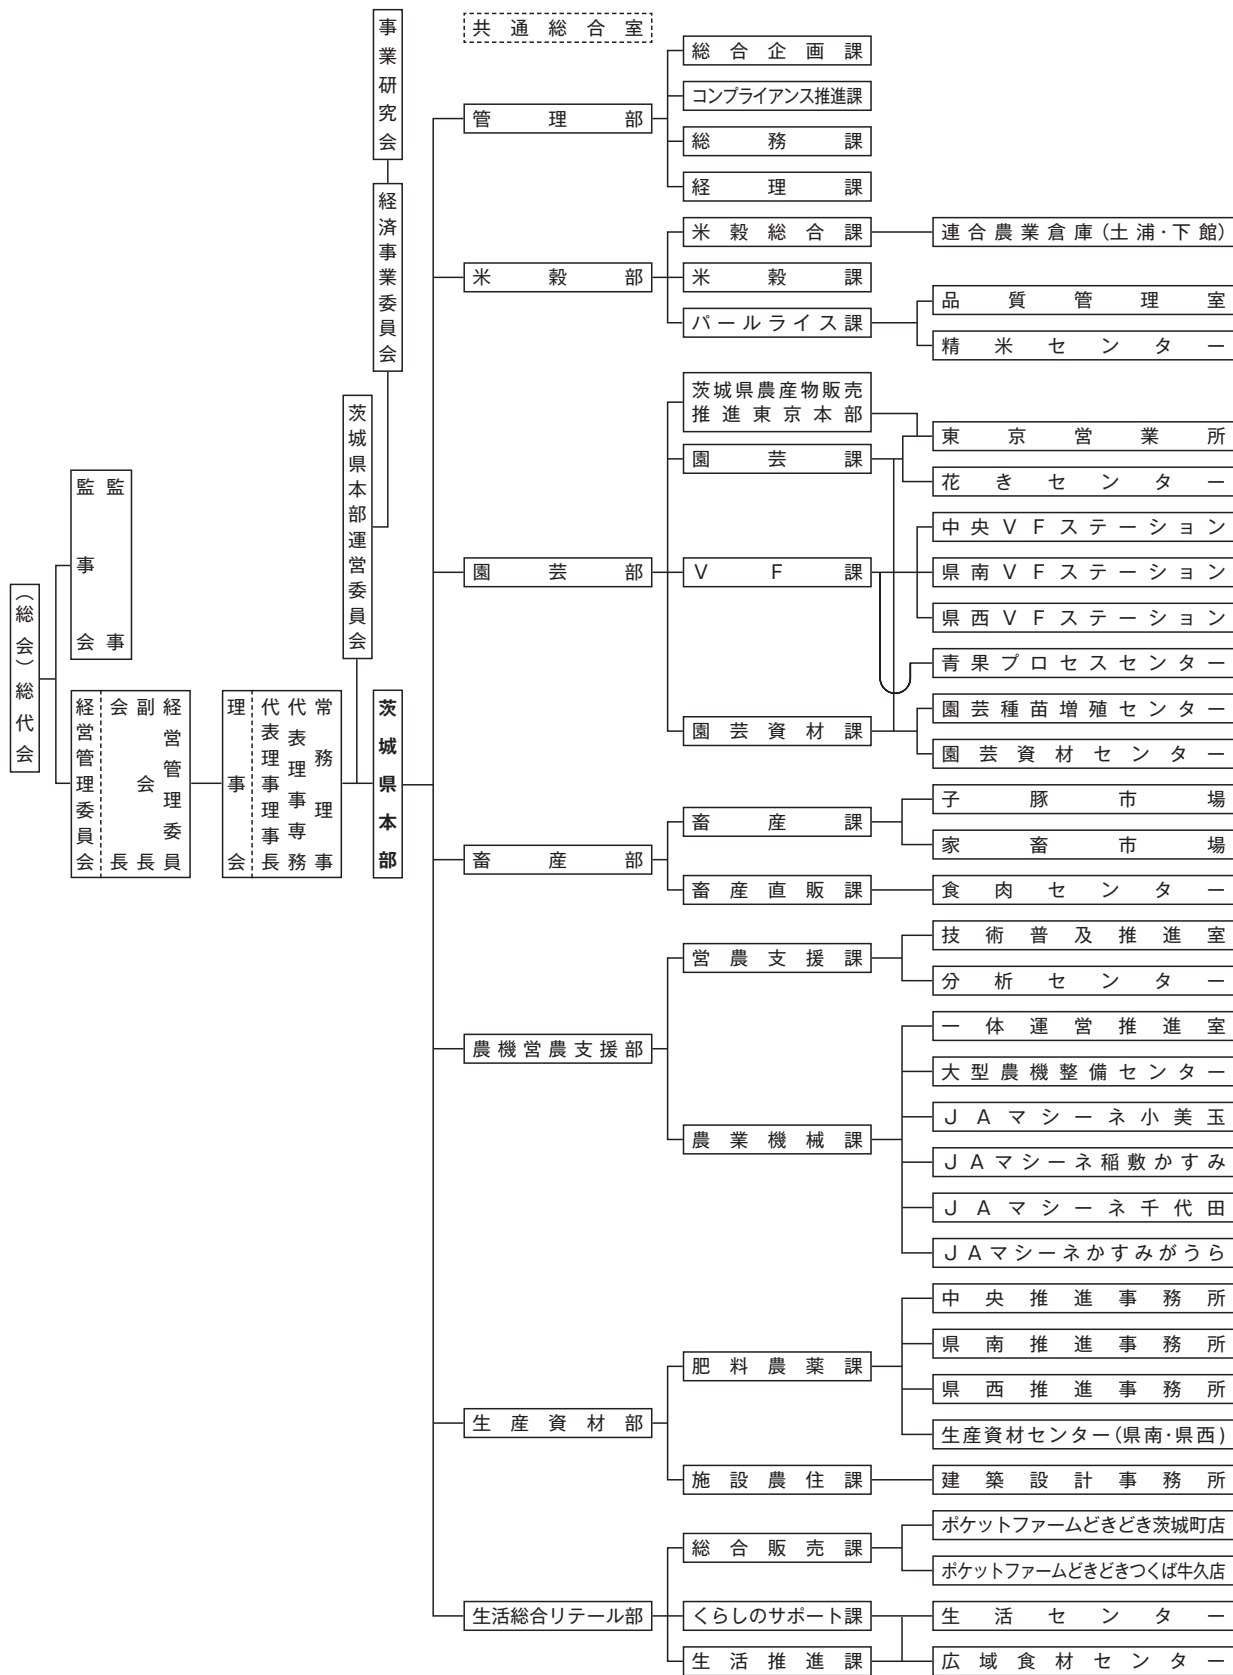 (総会)総代会
監事会
監事
経営管理委員会
会長
副会長
経営管理委員
理事会
代表理事理事長
代表理事専務
常務理事
茨城県本部
茨城県本部運営委員会
経済事業委員会
事業研究会
共通総合室
管理部
総合企画課
コンプライアンス推進課
総務課
経理課
米穀部
米穀総合課
連合農業倉庫(土浦・下館)
米穀課
パールライス課
品質管理室
精米センター
園芸部
茨城県農産物販売
推進東京本部
園芸課
東京営業所
花きセンター
VF課
中央VFステーション
県南VFステーション
県西VFステーション
青果プロセスセンター
園芸資材課
園芸種苗増殖センター
園芸資材センター
畜産部
畜産課
子豚市場
家畜市場
畜産直販課
食肉センター
農機営農支援部
営農支援課
技術普及推進室
分析センター
農業機械課
一体運営推進室
大型農機整備センター
JAマシーネ小美玉
JAマシーネ稲敷かすみ
JAマシーネ千代田
JAマシーネかすみがうら
生産資材部
肥料農薬課
中央推進事務所
県南推進事務所
県西推進事務所
生産資材センター(県南・県西)
施設農住課
建築設計事務所
生活総合リテール部
総合販売課
ポケットファームどきどき茨城町店
ポケットファームどきどきつくば牛久店
くらしのサポート課
生活センター
生活推進課
広域食材センター